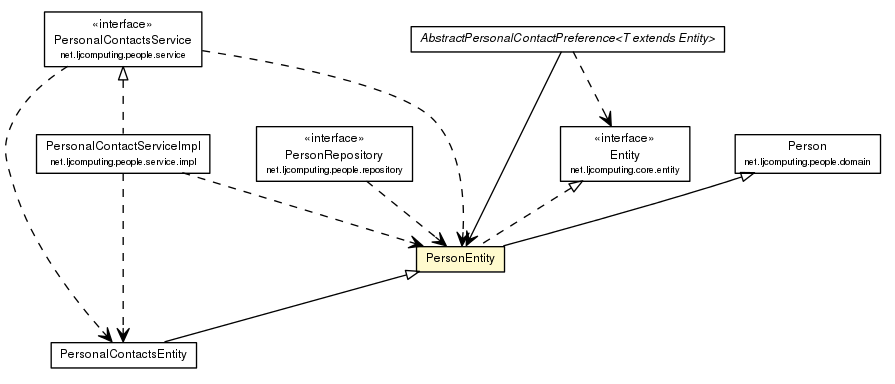 «interface»
PersonalContactsService
net.ljcomputing.people.service
AbstractPersonalContactPreference<T extends Entity>
PersonalContactServiceImpl
net.ljcomputing.people.service.impl
«interface»
PersonRepository
net.ljcomputing.people.repository
«interface»
Entity
net.ljcomputing.core.entity
Person
net.ljcomputing.people.domain
PersonEntity
PersonalContactsEntity